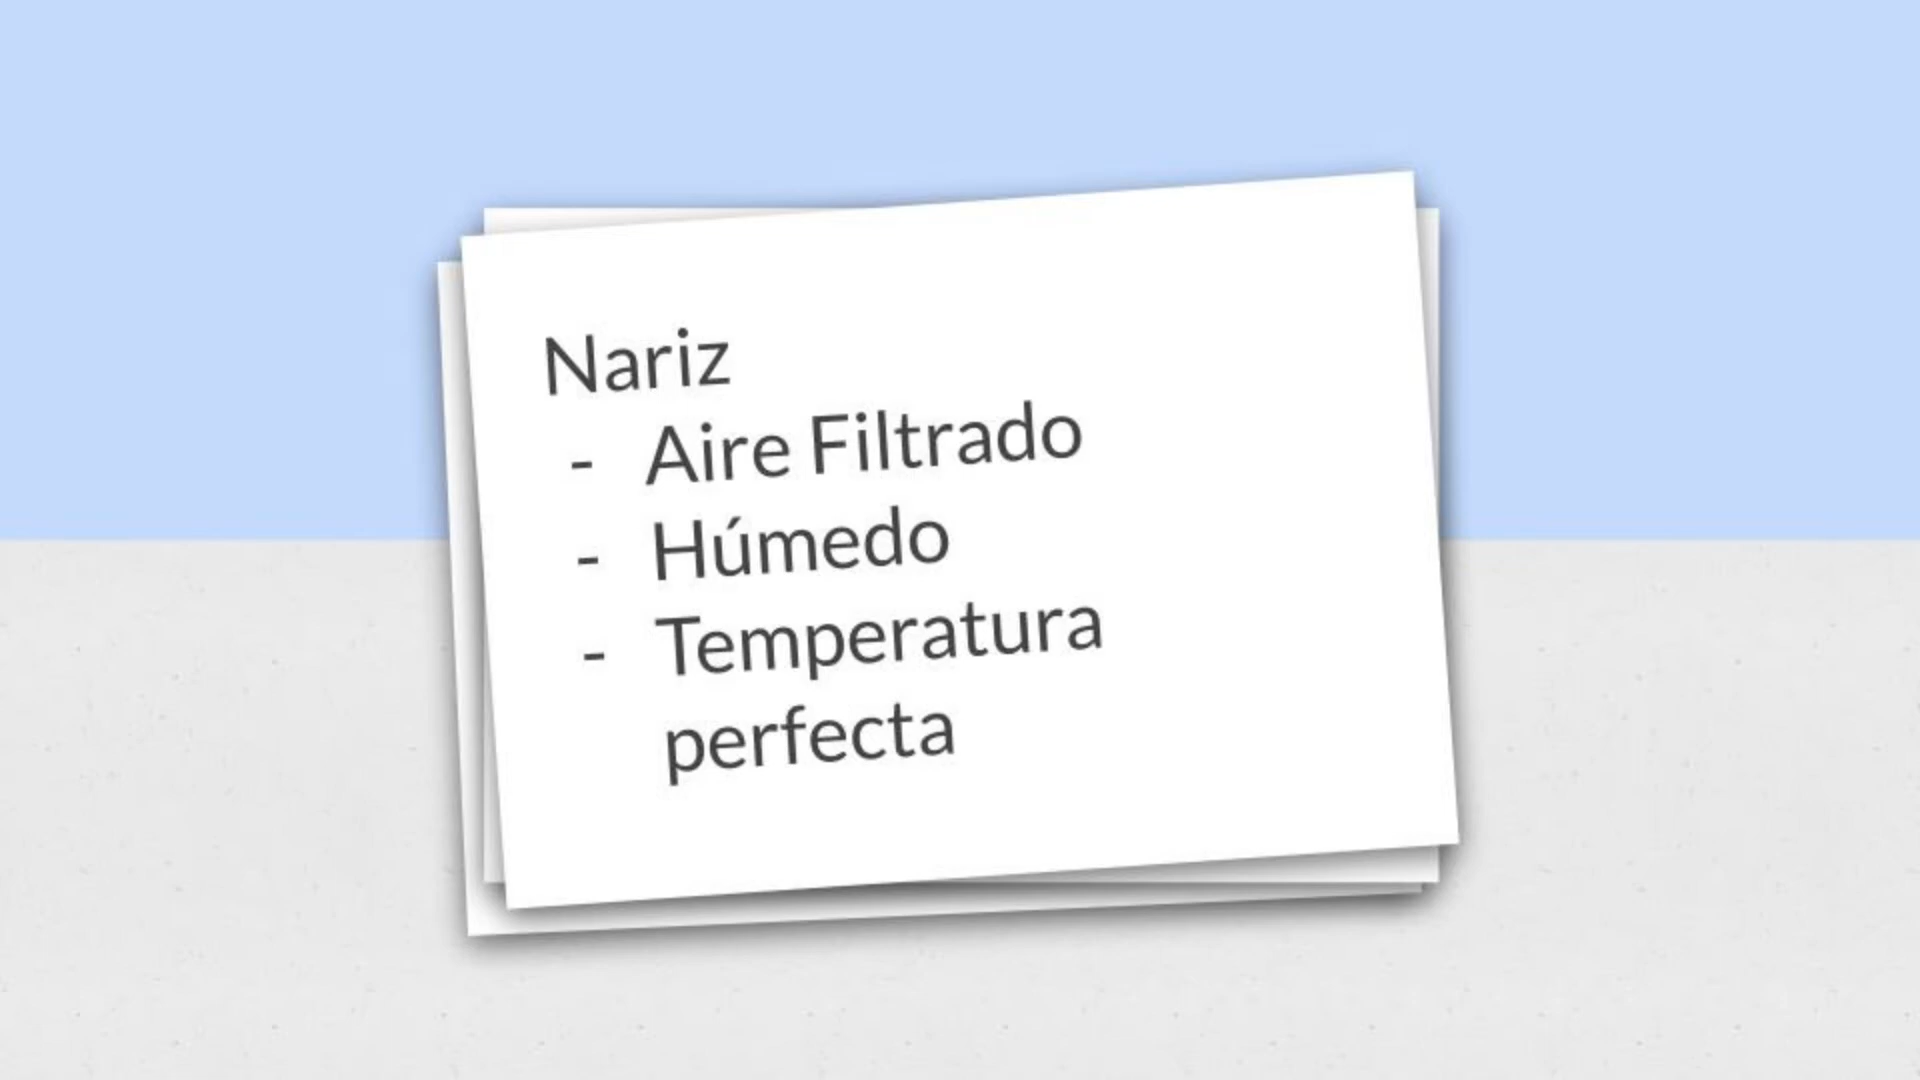 Nariz
- Aire Filtrado
- Húmedo
- Temperatura
perfecta